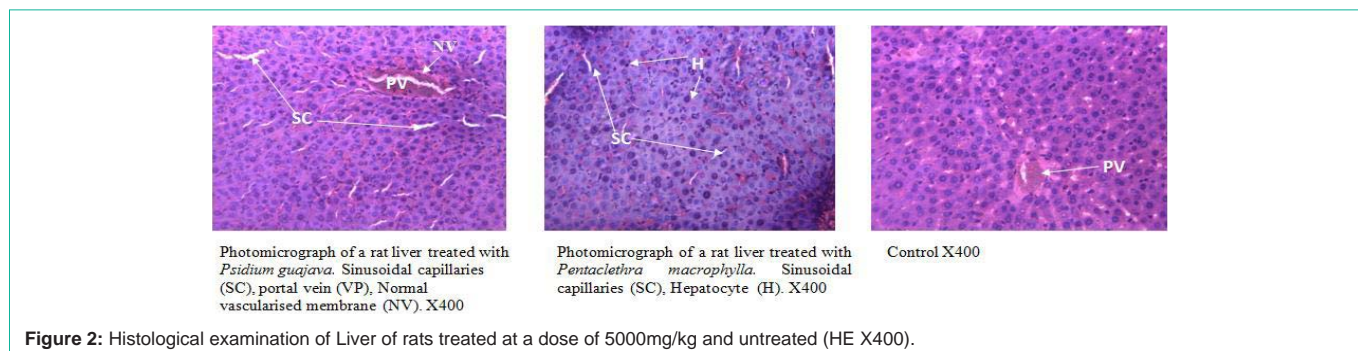 NV
PV
SC
H
SC
PV
Photomicrograph of a rat liver treated with
Psidium guajava. Sinusoidal capillaries
(SC), portal vein (VP), Normal
vascularised membrane (NV). X400
Photomicrograph of a rat liver treated with
Pentaclethra macrophylla. Sinusoidal
capillaries (SC), Hepatocyte (H). X400
Control X400
Figure 2: Histological examination of Liver of rats treated at a dose of 5000mg/kg and untreated (HE X400).